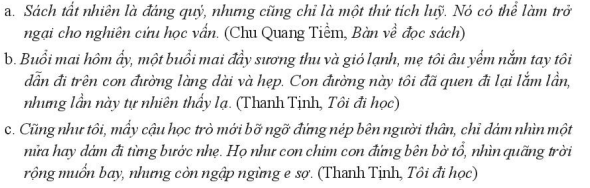 a. Sách tất nhiên là đáng quý, nhưng cũng chỉ là một thứ tích luỹ. Nó có thể làm trở
ngại cho nghiên cứu học vấn. (Chu Quang Tiềm, Bàn về đọc sách)
b. Buổi mai hôm ấy, một buổi mai đầy sương thu và gió lạnh, mẹ tôi âu yếm nắm tay tôi
dẫn đi trên con đường làng dài và hẹp. Con đường này tôi đã quen đi lại lắm lần,
nhưng lần này tự nhiên thấy lạ. (Thanh Tịnh, Tôi đi học)
c. Cũng như tôi, mấy cậu học trò mới bỡ ngỡ đứng nép bên người thân, chỉ dám nhìn một
nửa hay dám đi từng bước nhẹ. Họ như con chim con đứng bên bờ tổ, nhìn quãng trời
rộng muốn bay, nhưng còn ngập ngừng e sợ. (Thanh Tịnh, Tôi đi học)